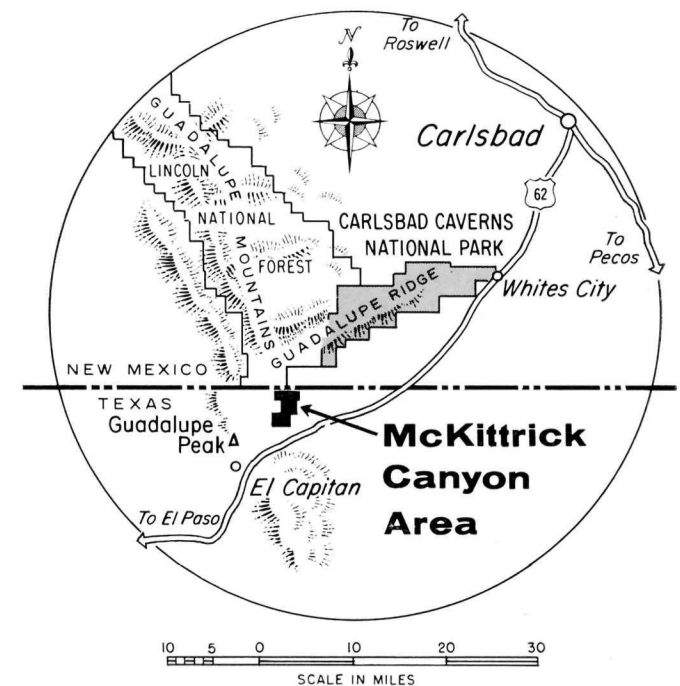 To
Roswell
N
Carlsbad
GUADALUPE
MOUNTAINS
LINCOLN
NATIONAL
FOREST
62
CARLSBAD CAVERNS
NATIONAL PARK
To
Pecos
GUADALUPE RIDGE
Whites City
NEW MEXICO
TEXAS
Guadalupe
Peak
McKittrick
Canyon
Area
El Capitan
To El Paso
10 5 0 10 20 30
SCALE IN MILES